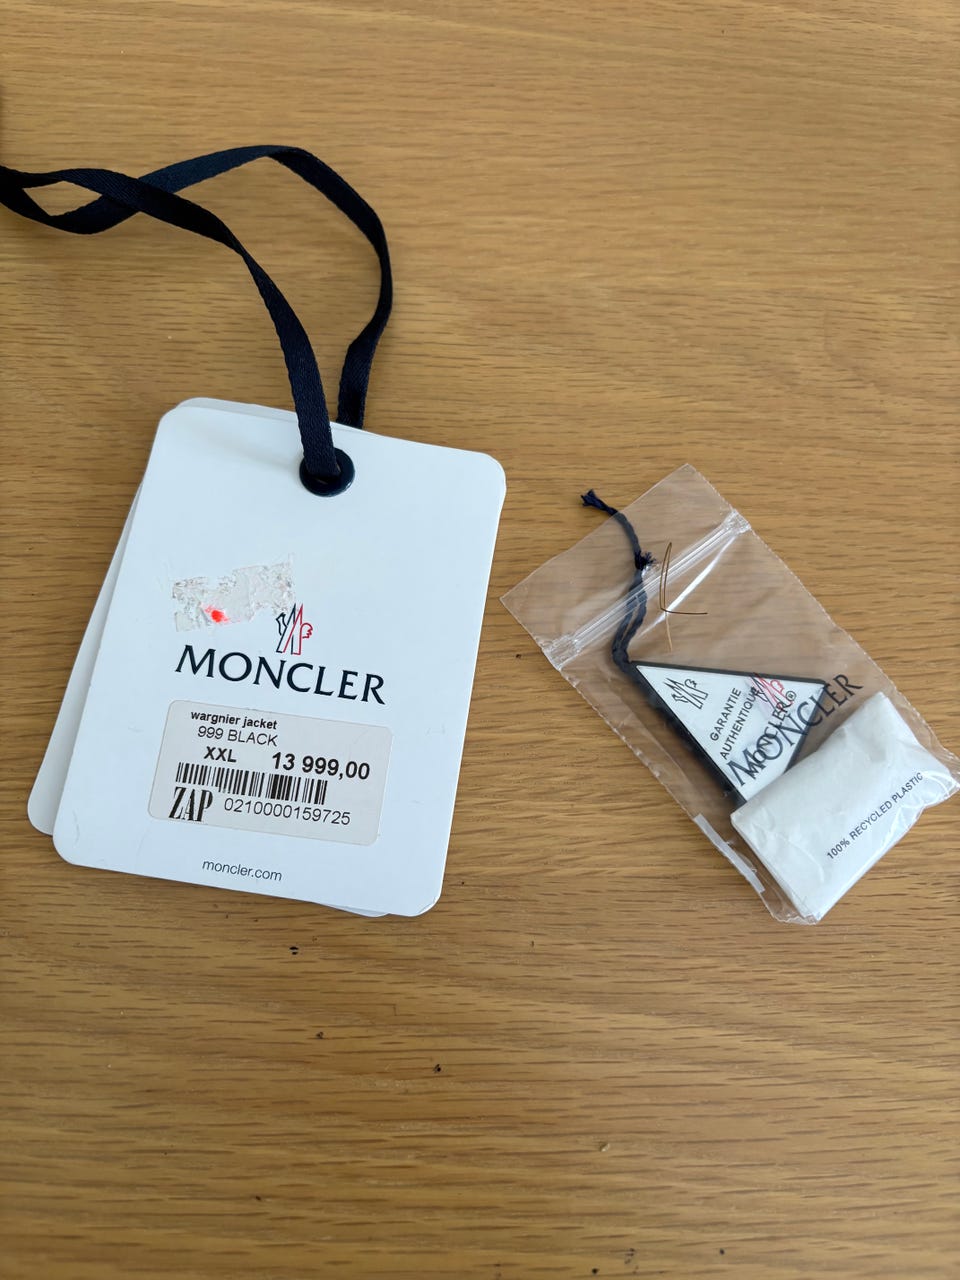 MONCLER
wargnier jacket
999 BLACK
XXL 13 999,00
ZAP 0210000159725
moncler.com
GARANTIE
AUTHENTIQUE
MONCLER®
MONCLER
100% RECYCLED PLASTIC